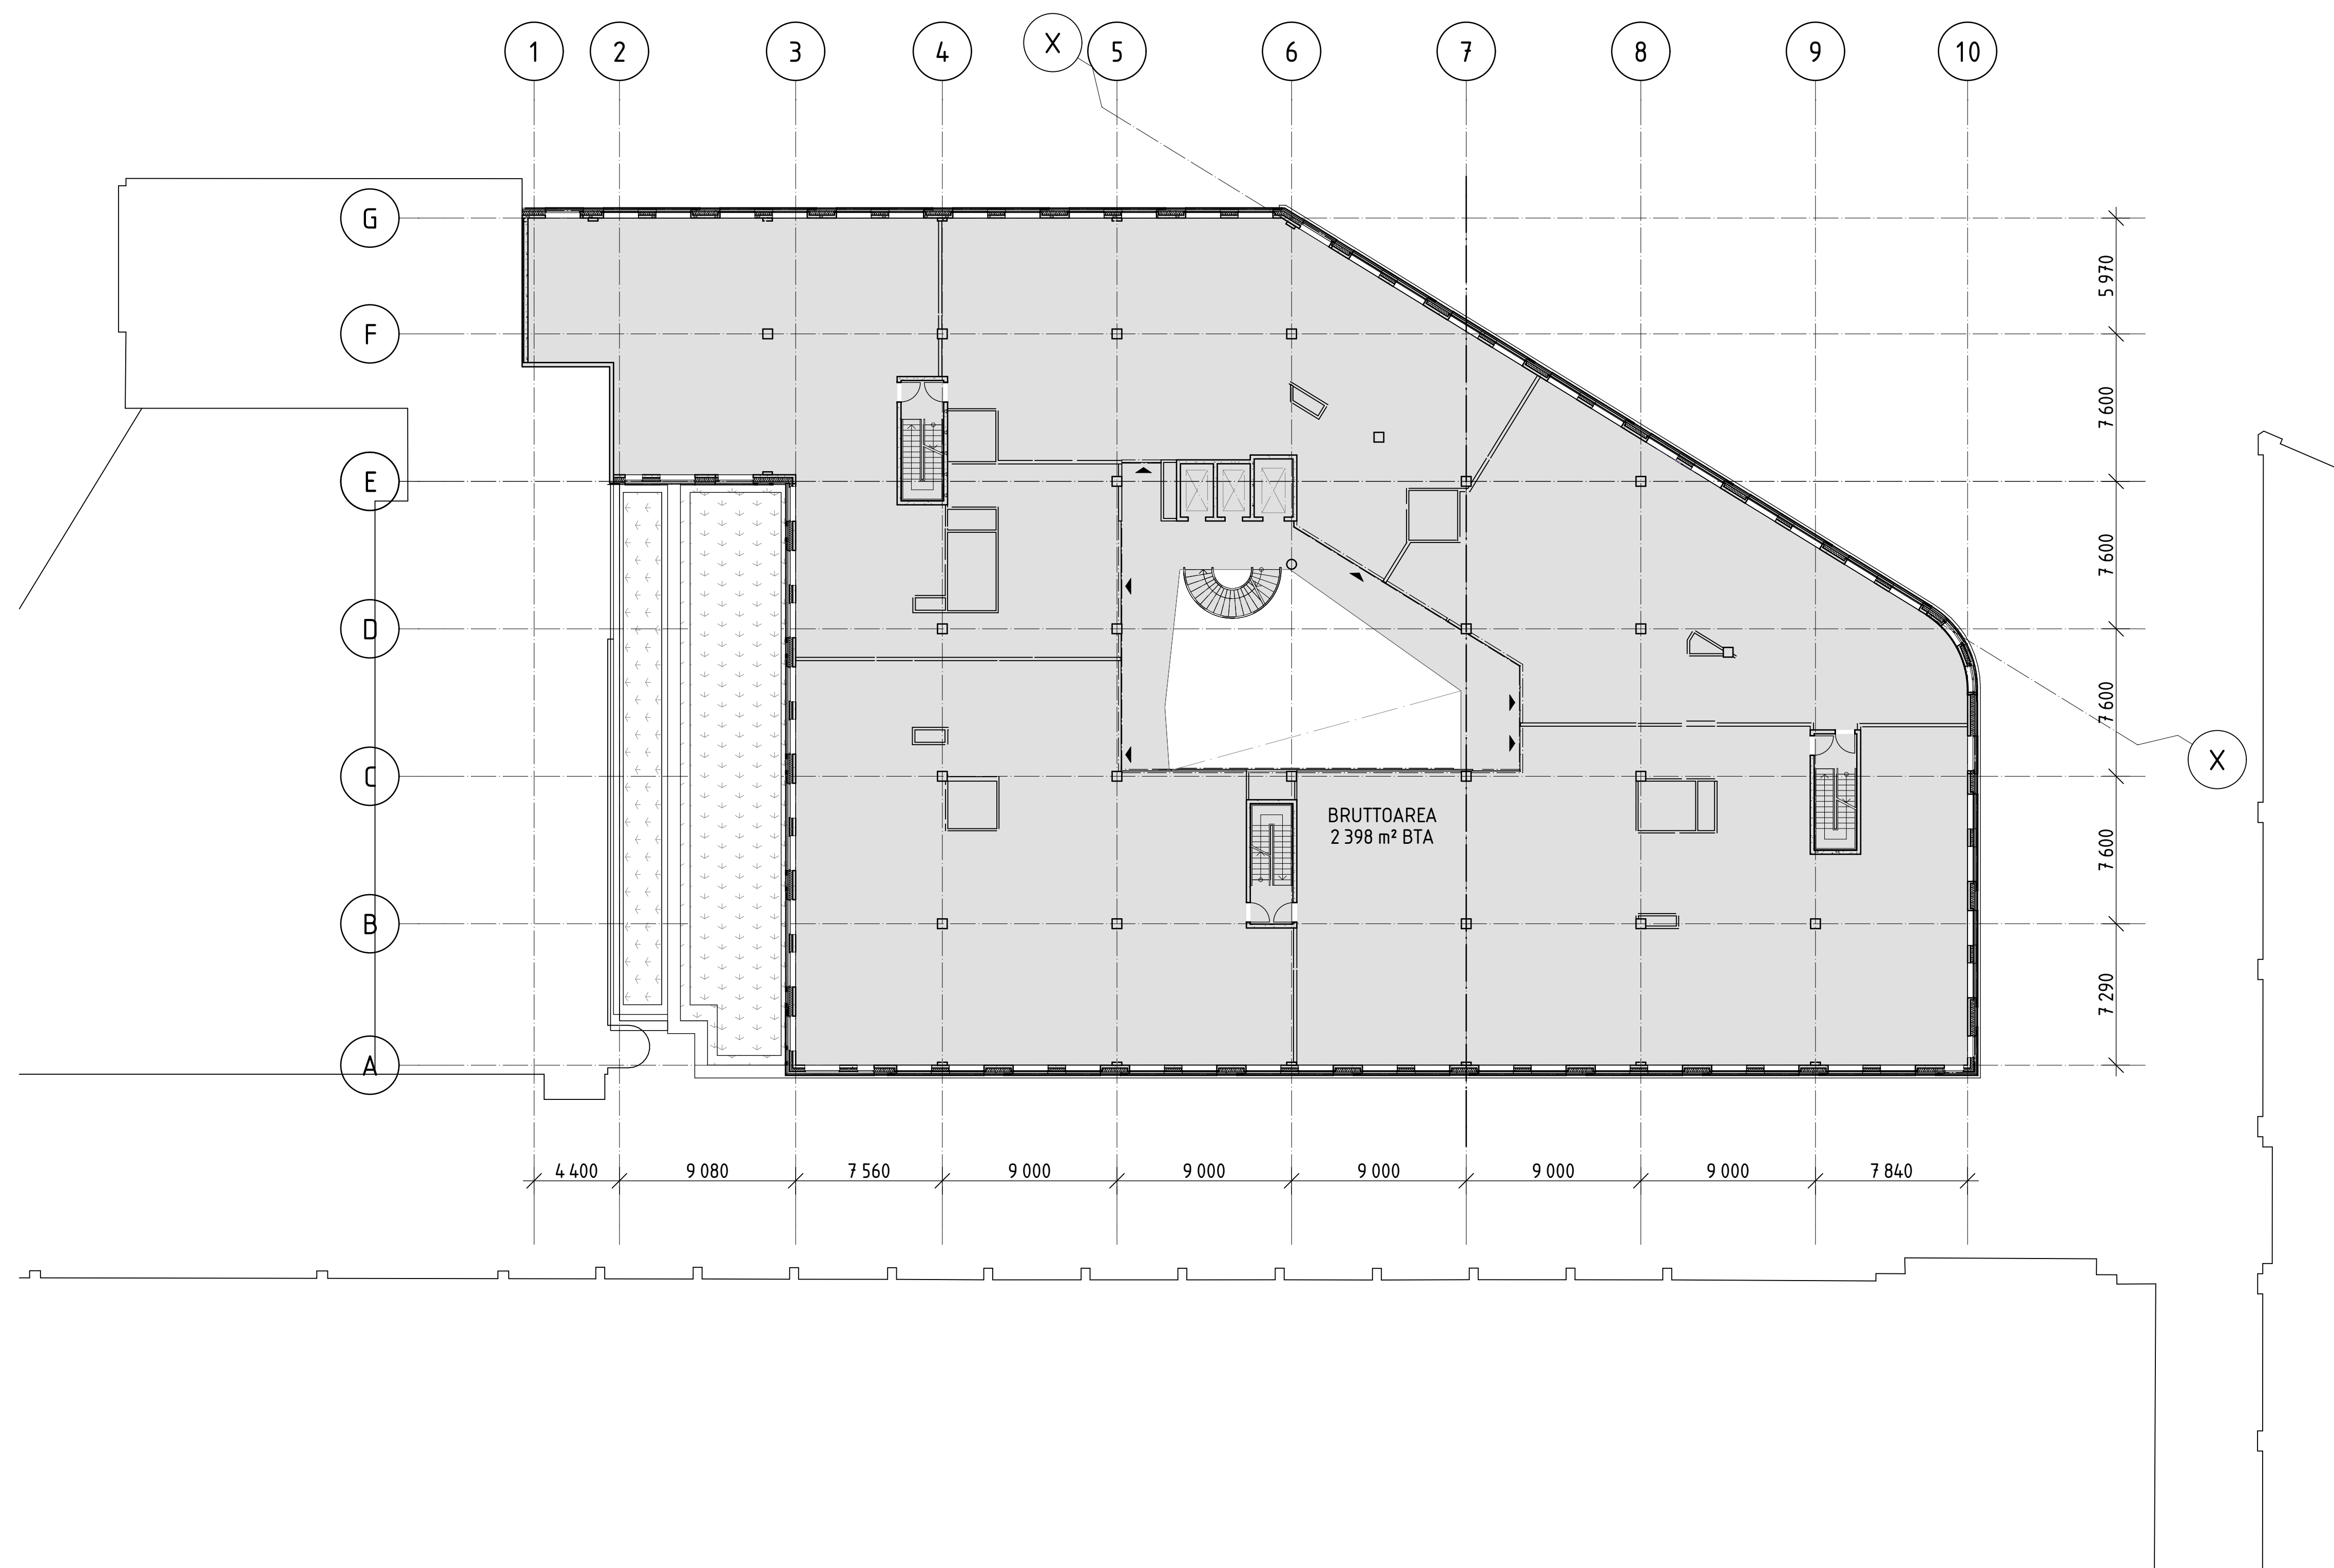 1 2 3 4 X 5 6 7 8 9 10
G
5 970
F
7 600
E
7 600
D
7 600
X
C
BRUTTOAREA
2 398 m² BTA
7 600
B
7 290
A
4 400 9 080 7 560 9 000 9 000 9 000 9 000 9 000 7 840